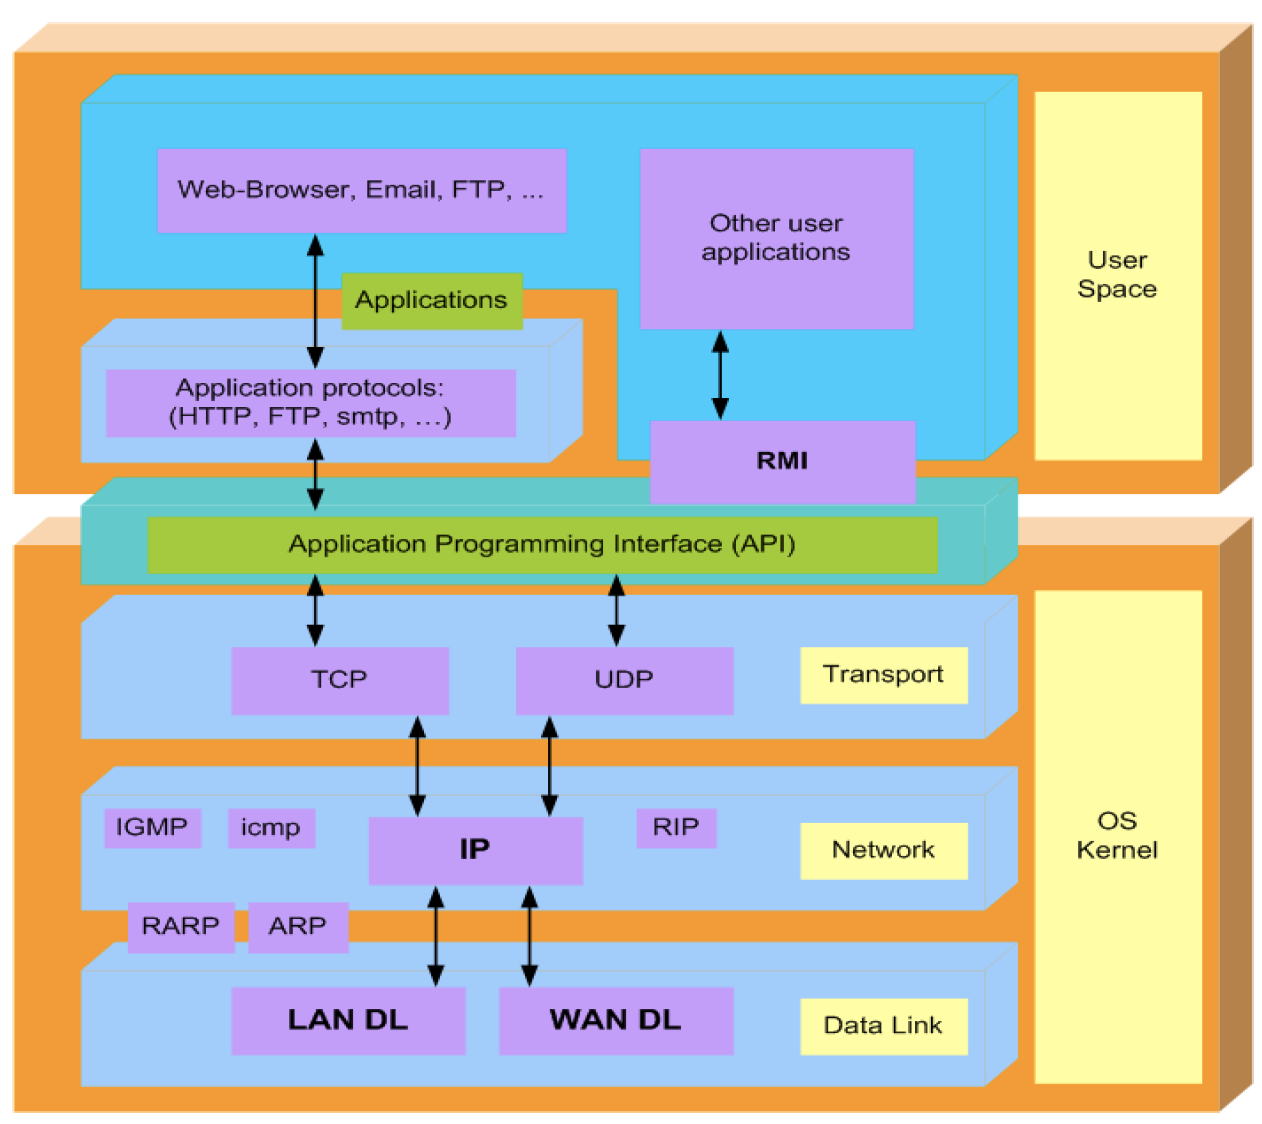 Web-Browser, Email, FTP, ...
Other user
applications
User
Space
Applications
Application protocols:
(HTTP, FTP, smtp, ...)
RMI
Application Programming Interface (API)
TCP
UDP
Transport
IGMP
icmp
IP
RIP
Network
OS
Kernel
RARP
ARP
LAN DL
WAN DL
Data Link